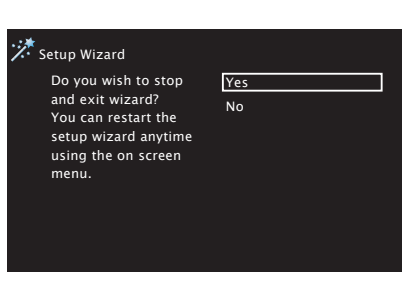 Setup Wizard
Do you wish to stop
and exit wizard?
You can restart the
setup wizard anytime
using the on screen
menu.
Yes
No